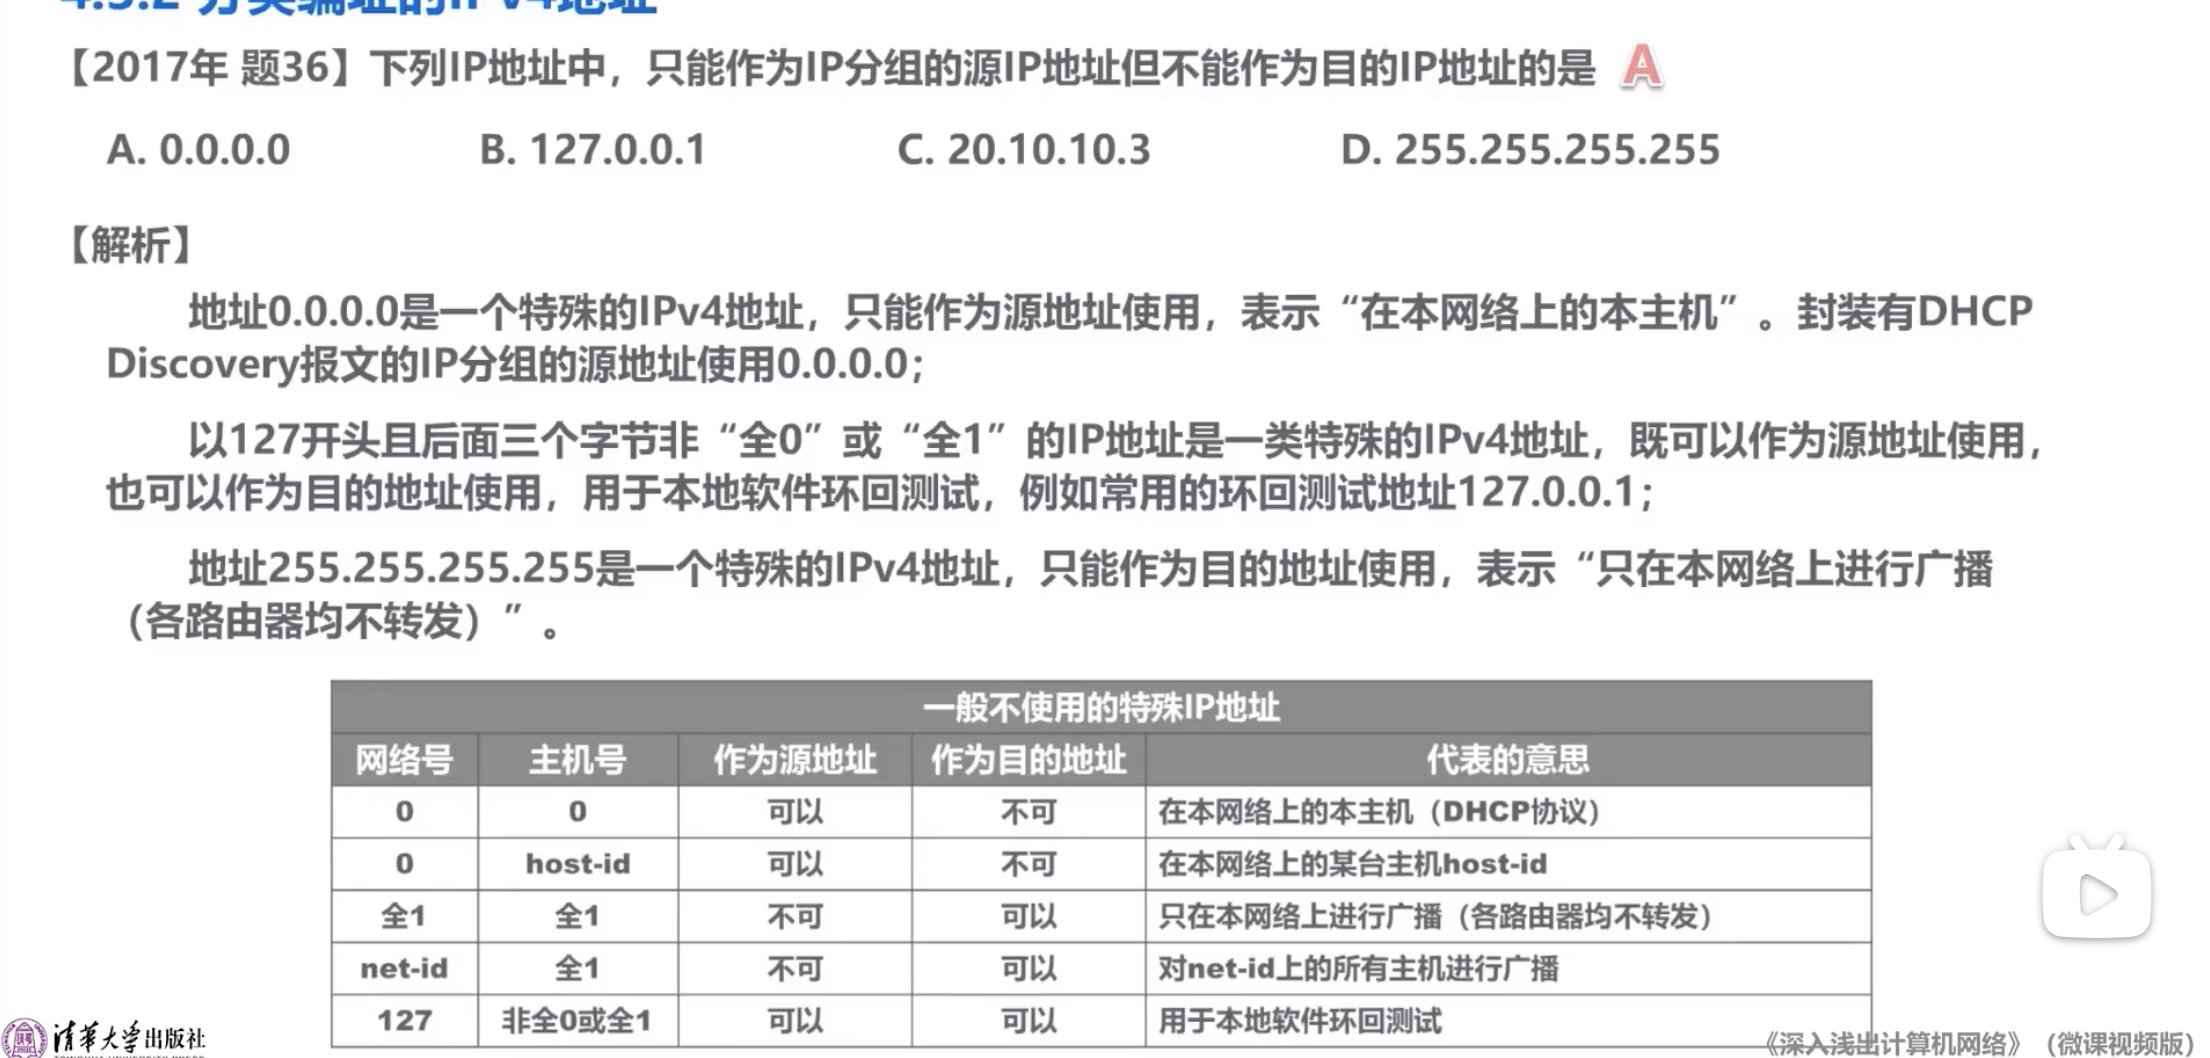 4.3.2 分类编址的IPv4地址
【2017年 题36】下列IP地址中，只能作为IP分组的源IP地址但不能作为目的IP地址的是 A
A. 0.0.0.0 B. 127.0.0.1 C. 20.10.10.3 D. 255.255.255.255
【解析】
地址0.0.0.0是一个特殊的IPv4地址，只能作为源地址使用，表示“在本网络上的本主机”。封装有DHCP
Discovery报文的IP分组的源地址使用0.0.0.0；
以127开头且后面三个字节非“全0”或“全1”的IP地址是一类特殊的IPv4地址，既可以作为源地址使用，
也可以作为目的地址使用，用于本地软件环回测试，例如常用的环回测试地址127.0.0.1；
地址255.255.255.255是一个特殊的IPv4地址，只能作为目的地址使用，表示“只在本网络上进行广播
（各路由器均不转发）”。
一般不使用的特殊IP地址
网络号 主机号 作为源地址 作为目的地址 代表的意思
0 0 可以 不可 在本网络上的本主机（DHCP协议）
0 host-id 可以 不可 在本网络上的某台主机host-id
全1 全1 不可 可以 只在本网络上进行广播（各路由器均不转发）
net-id 全1 不可 可以 对net-id上的所有主机进行广播
127 非全0或全1 可以 可以 用于本地软件环回测试
清华大学出版社
TSINGHUA UNIVERSITY PRESS
《深入浅出计算机网络》（微课视频版）